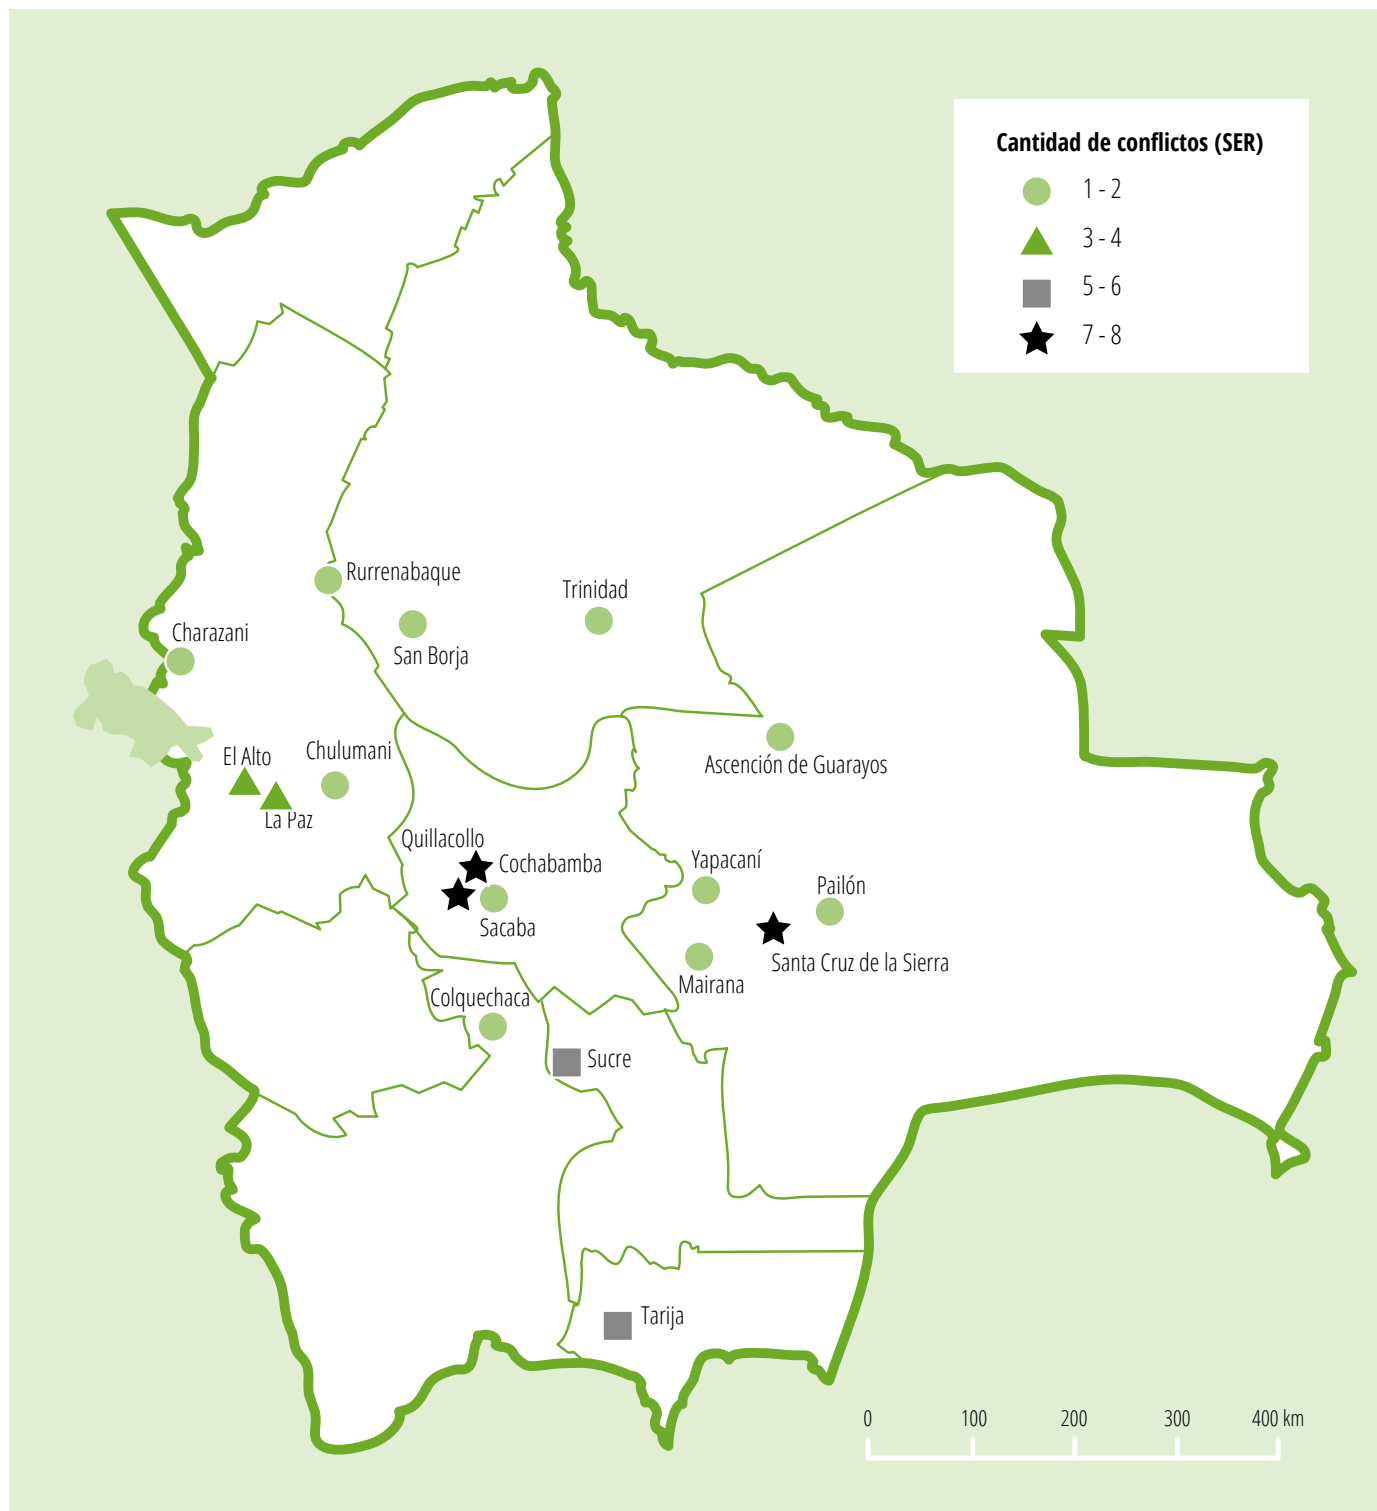 Cantidad de conflictos (SER)
1 - 2
3 - 4
5 - 6
7 - 8
Rurrenabaque
Trinidad
Charazani
San Borja
El Alto
Chulumani
Ascención de Guarayos
La Paz
Quillacollo
Cochabamba
Yapacaní
Pailón
Sacaba
Santa Cruz de la Sierra
Mairana
Colquechaca
Sucre
Tarija
0 100 200 300 400 km